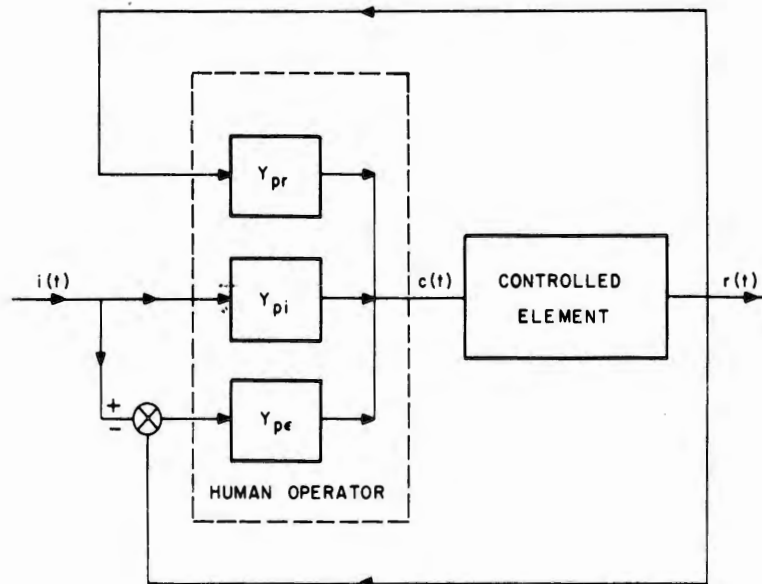 Y pr
i(t)
Y pi
c(t)
CONTROLLED
ELEMENT
r(t)
+
-
Y pε
HUMAN OPERATOR